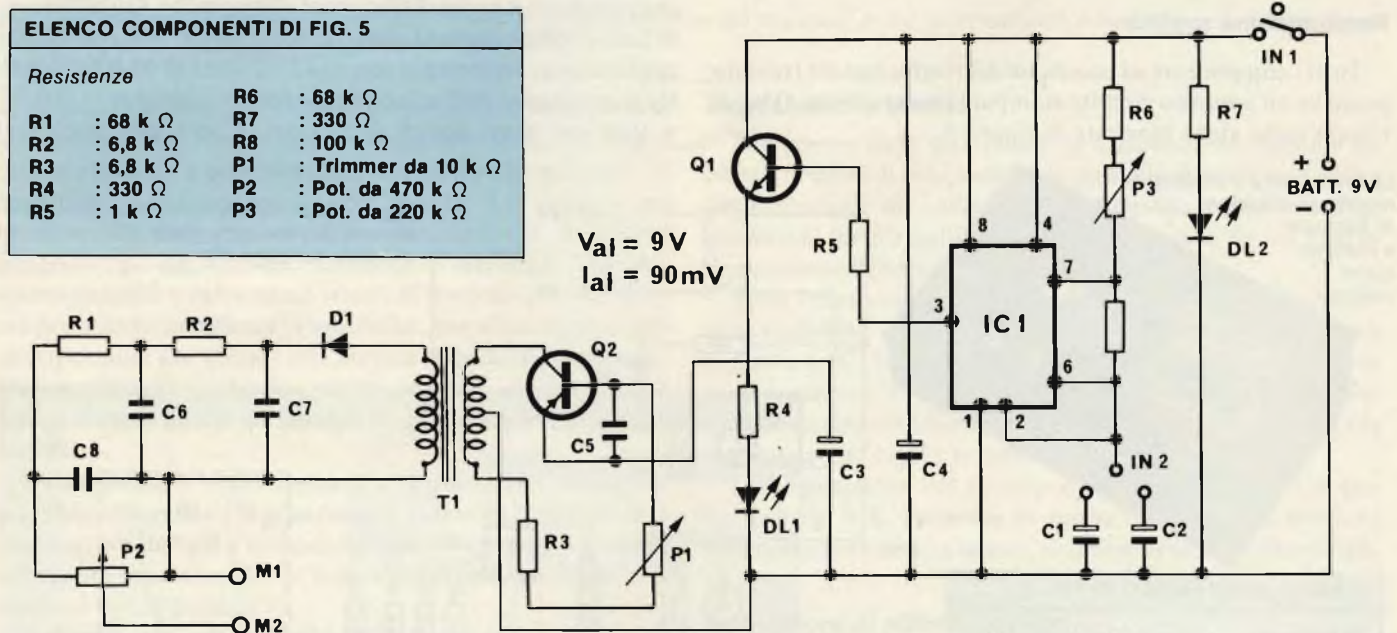 ELENCO COMPONENTI DI FIG. 5
Resistenze
R1 : 68 k Ω
R2 : 6,8 k Ω
R3 : 6,8 k Ω
R4 : 330 Ω
R5 : 1 k Ω
R6 : 68 k Ω
R7 : 330 Ω
R8 : 100 k Ω
P1 : Trimmer da 10 k Ω
P2 : Pot. da 470 k Ω
P3 : Pot. da 220 k Ω
Val = 9 V
Ial = 90mV
IN 1
R6
R7
Q1
P3
+
BATT. 9V
–
R5
8
4
DL2
7
3
IC 1
R1
R2
D1
Q2
6
R4
1
2
C6
C7
C5
C3
C4
IN 2
C8
T1
DL1
C1
C2
R3
P1
P2
M1
M2